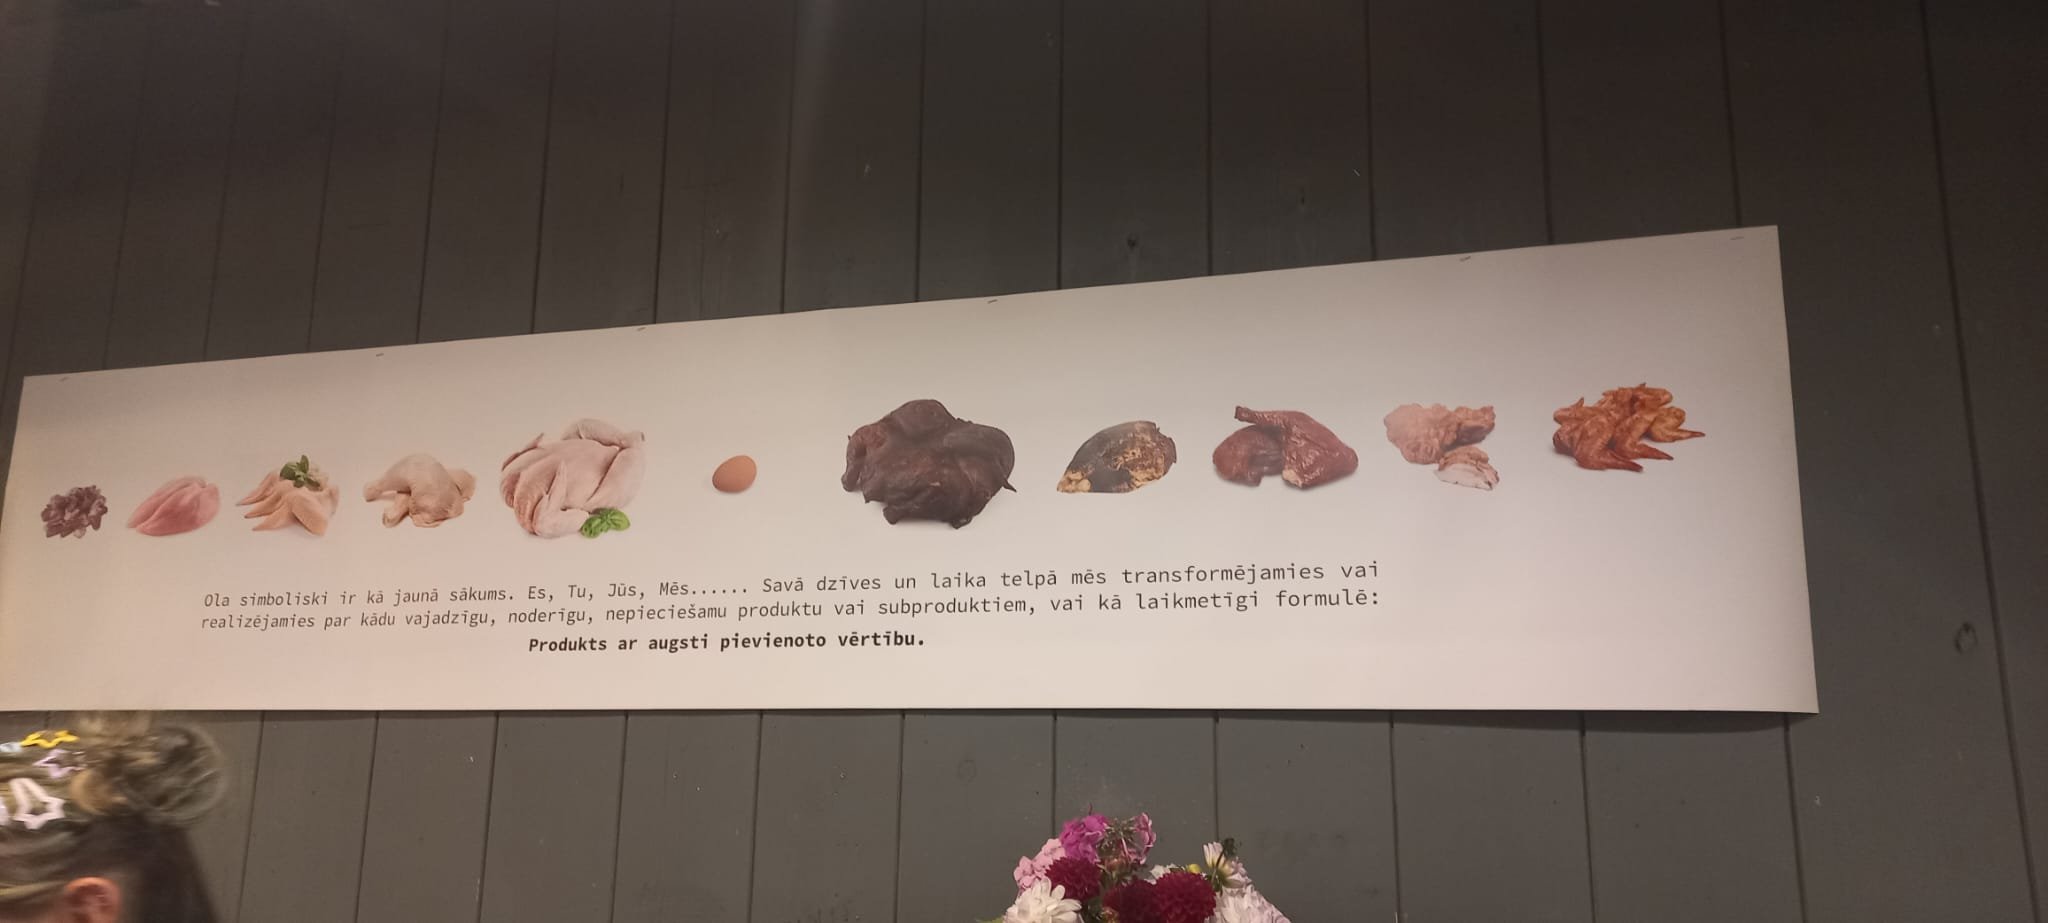 Ola simboliski ir kā jaunā sākums. Es, Tu, Jūs, Mēs...... Savā dzīves un laika telpā mēs transformējamies vai
realizējamies par kādu vajadzīgu, noderīgu, nepieciešamu produktu vai subproduktiem, vai kā laikmetīgi formulē:
Produkts ar augsti pievienoto vērtību.